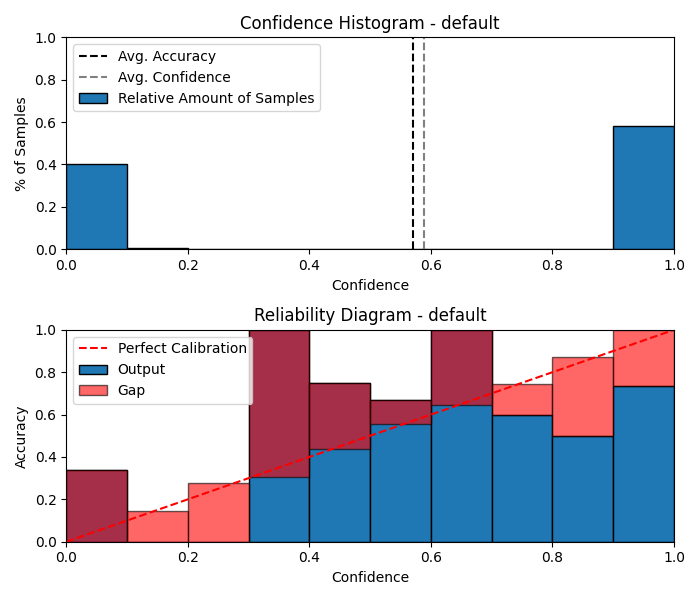 Confidence Histogram - default
1.0
0.8
0.6
0.4
0.2
0.0
% of Samples
Avg. Accuracy
Avg. Confidence
Relative Amount of Samples
0.0 0.2 0.4 0.6 0.8 1.0
Confidence
Reliability Diagram - default
1.0
0.8
0.6
0.4
0.2
0.0
Accuracy
Perfect Calibration
Output
Gap
0.0 0.2 0.4 0.6 0.8 1.0
Confidence